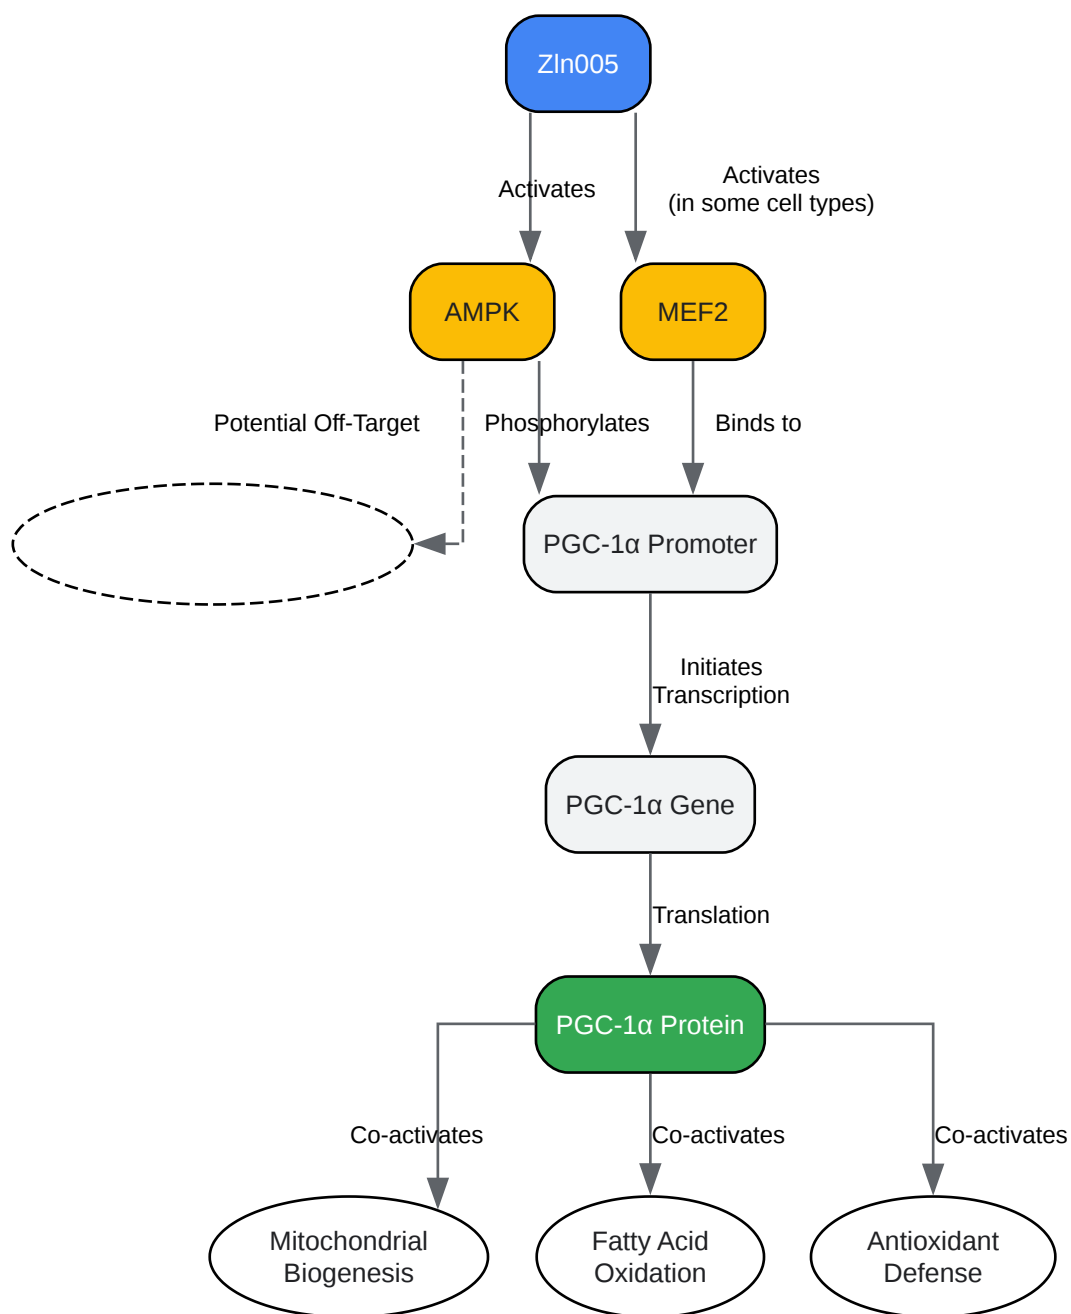 Zln005
Activates
Activates
(in some cell types)
AMPK
MEF2
Potential Off-Target
Phosphorylates
Binds to
PGC-1α Promoter
Initiates
Transcription
PGC-1α Gene
Translation
PGC-1α Protein
Co-activates
Co-activates
Co-activates
Mitochondrial
Biogenesis
Fatty Acid
Oxidation
Antioxidant
Defense